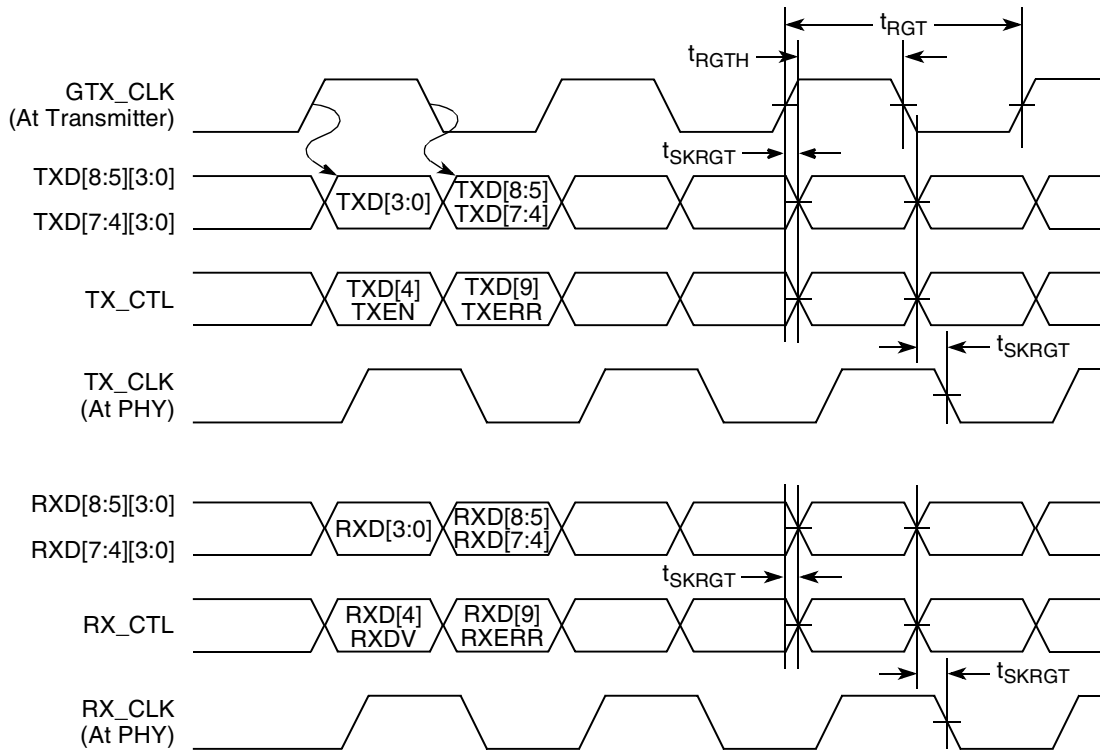 tRGT
tRGTH
GTX_CLK
(At Transmitter)
tSKRGT
TXD[8:5][3:0]
TXD[7:4][3:0]
TXD[3:0]
TXD[8:5]
TXD[7:4]
TX_CTL
TXD[4]
TXEN
TXD[9]
TXERR
tSKRGT
TX_CLK
(At PHY)
RXD[8:5][3:0]
RXD[7:4][3:0]
RXD[3:0]
RXD[8:5]
RXD[7:4]
tSKRGT
RX_CTL
RXD[4]
RXDV
RXD[9]
RXERR
tSKRGT
RX_CLK
(At PHY)